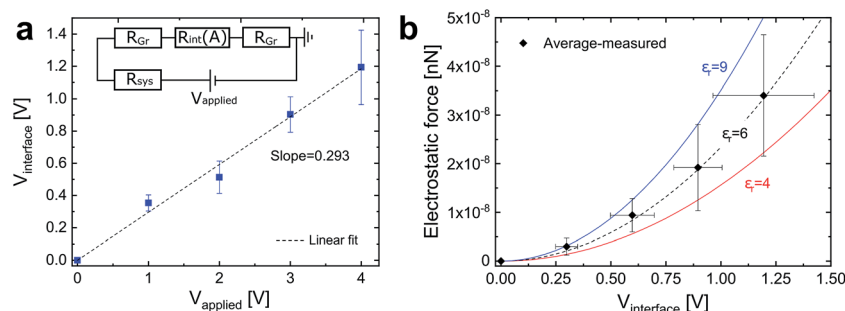 a
R_Gr
R_int(A)
R_Gr
R_sys
V_applied
1.4
1.2
1.0
0.8
0.6
0.4
0.2
0.0
V_interface [V]
Slope=0.293
Linear fit
0 1 2 3 4
V_applied [V]
b
Average-measured
5x10^-8
4x10^-8
3x10^-8
2x10^-8
1x10^-8
0
Electrostatic force [nN]
εr=9
εr=6
εr=4
0.00 0.25 0.50 0.75 1.00 1.25 1.50
V_interface [V]